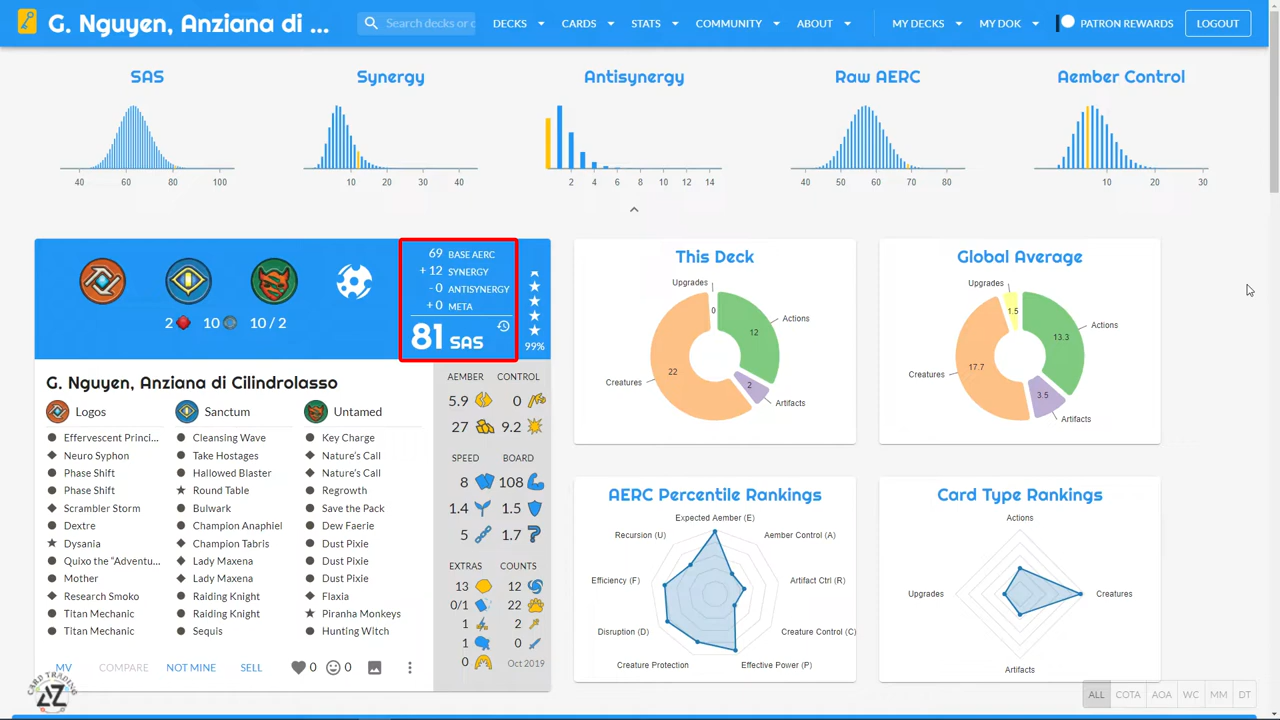 G. Nguyen, Anziana di ...
Search decks or c
DECKS
CARDS
STATS
COMMUNITY
ABOUT
MY DECKS
MY DOK
PATRON REWARDS
LOGOUT
SAS
Synergy
Antisynergy
Raw AERC
Aember Control
40 60 80 100
10 20 30 40
2 4 6 8 10 12 14
40 50 60 70 80
10 20 30
69 BASE AERC
+ 12 SYNERGY
- 0 ANTISYNERGY
+ 0 META
81 SAS
99%
2 10 10 / 2
G. Nguyen, Anziana di Cilindrolasso
Logos
Effervescent Princi...
Neuro Syphon
Phase Shift
Phase Shift
Scrambler Storm
Dextre
Dysania
Quixo the "Adventu...
Mother
Research Smoko
Titan Mechanic
Titan Mechanic
Sanctum
Cleansing Wave
Take Hostages
Hallowed Blaster
Round Table
Bulwark
Champion Anaphiel
Champion Tabris
Lady Maxena
Lady Maxena
Raiding Knight
Raiding Knight
Sequis
Untamed
Key Charge
Nature's Call
Nature's Call
Regrowth
Save the Pack
Dew Faerie
Dust Pixie
Dust Pixie
Dust Pixie
Flaxia
Piranha Monkeys
Hunting Witch
AEMBER CONTROL
5.9 0
27 9.2
SPEED BOARD
8 108
1.4 1.5
5 1.7
EXTRAS COUNTS
13 12
0/1 22
1 2
1 0
0 Oct 2019
MV
COMPARE
NOT MINE
SELL
0
0
CARD TRADING
AZ
This Deck
Upgrades
0
Actions
12
Creatures
22
2
Artifacts
Global Average
Upgrades
1.5
Actions
13.3
Creatures
17.7
3.5
Artifacts
AERC Percentile Rankings
Expected Aember (E)
Recursion (U)
Aember Control (A)
Efficiency (F)
Artifact Ctrl (R)
Disruption (D)
Creature Control (C)
Creature Protection
Effective Power (P)
Card Type Rankings
Actions
Upgrades
Creatures
Artifacts
ALL COTA AOA WC MM DT